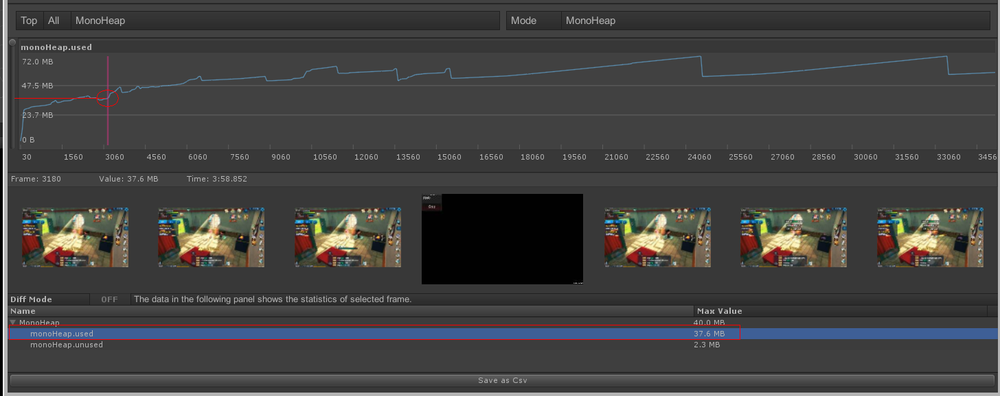 Top All MonoHeap Mode MonoHeap
monoHeap.used
72.0 MB
47.5 MB
23.7 MB
0 B
30 1560 3060 4560 6060 7560 9060 10560 12060 13560 15060 16560 18060 19560 21060 22560 24060 25560 27060 28560 30060 31560 33060 3456
Frame: 3180 Value: 37.6 MB Time: 3:58.852
Diff Mode OFF The data in the following panel shows the statistics of selected frame.
Name Max Value
MonoHeap 40.0 MB
monoHeap.used 37.6 MB
monoHeap.unused 2.3 MB
Save as Csv